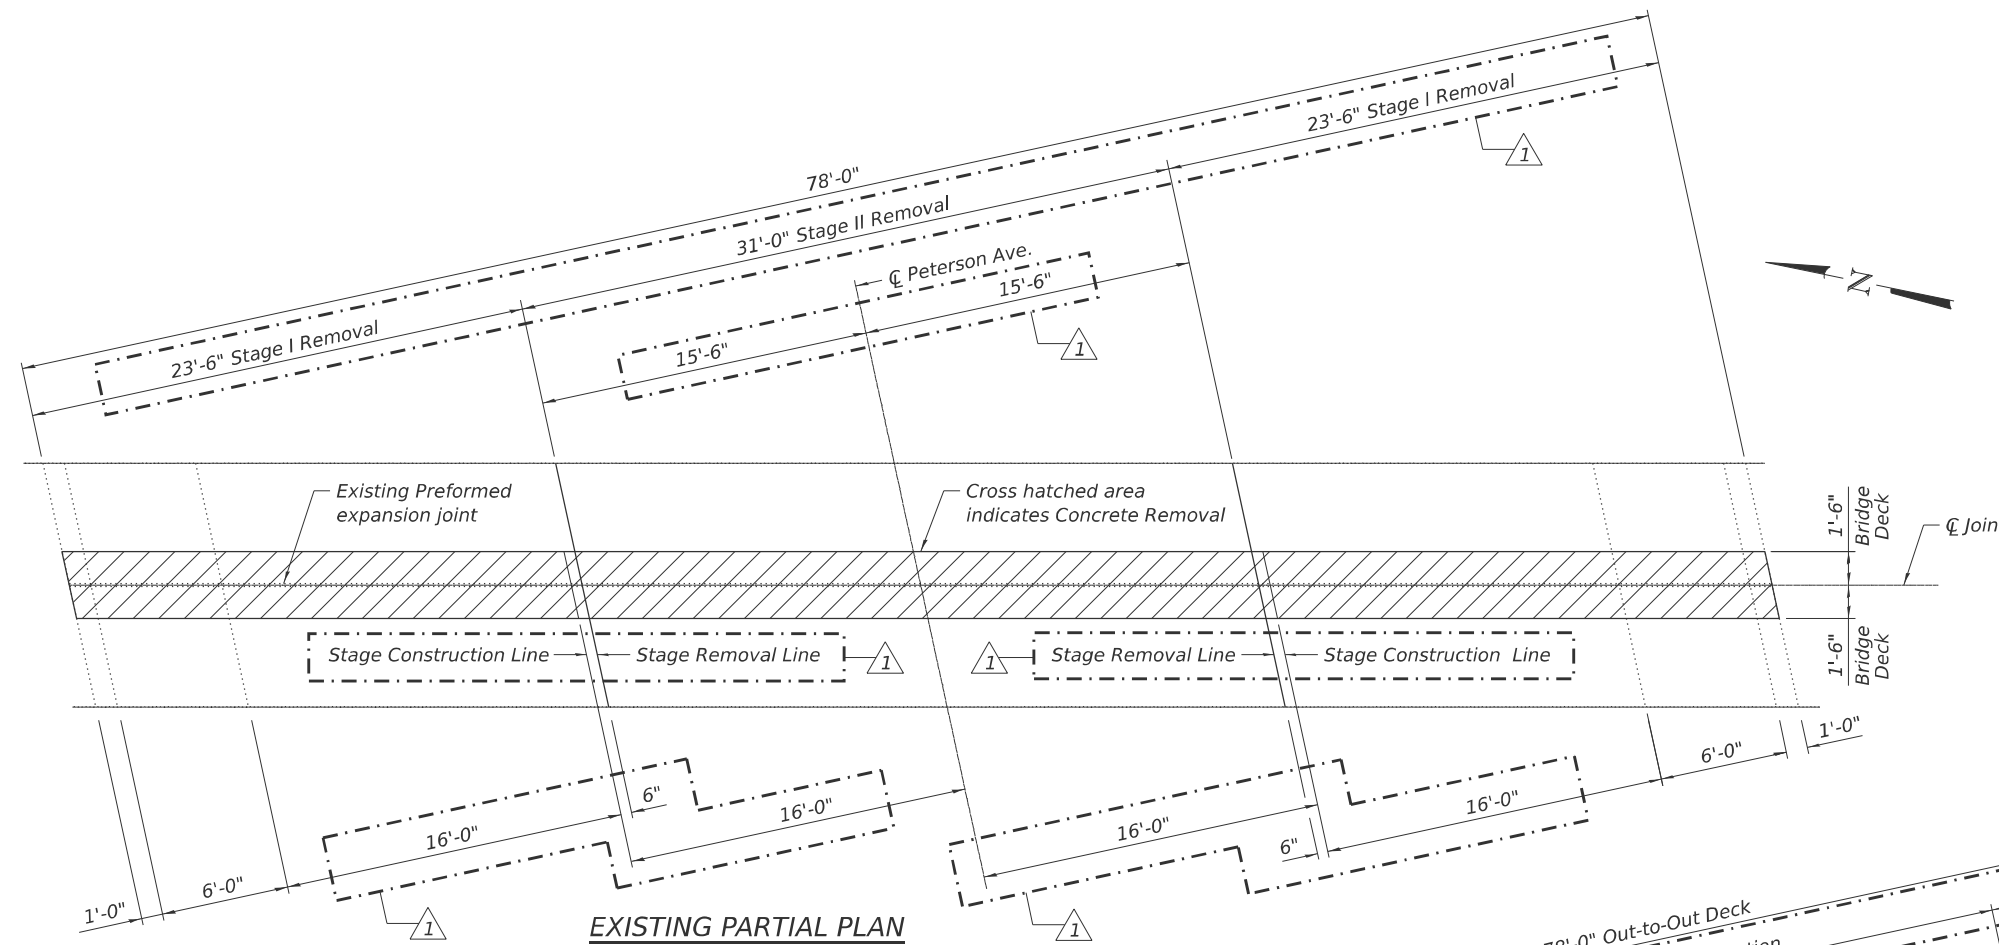 78'-0"
23'-6" Stage I Removal
31'-0" Stage II Removal
23'-6" Stage I Removal
1
℄ Peterson Ave.
15'-6"
15'-6"
1
N
Existing Preformed
expansion joint
Cross hatched area
indicates Concrete Removal
1'-6"
Bridge
Deck
℄ Join
1'-6"
Bridge
Deck
Stage Construction Line
Stage Removal Line
1
1
Stage Removal Line
Stage Construction Line
1'-0"
6'-0"
16'-0"
6"
16'-0"
16'-0"
6"
16'-0"
6'-0"
1'-0"
1
1
EXISTING PARTIAL PLAN
78'-0" Out-to-Out Deck